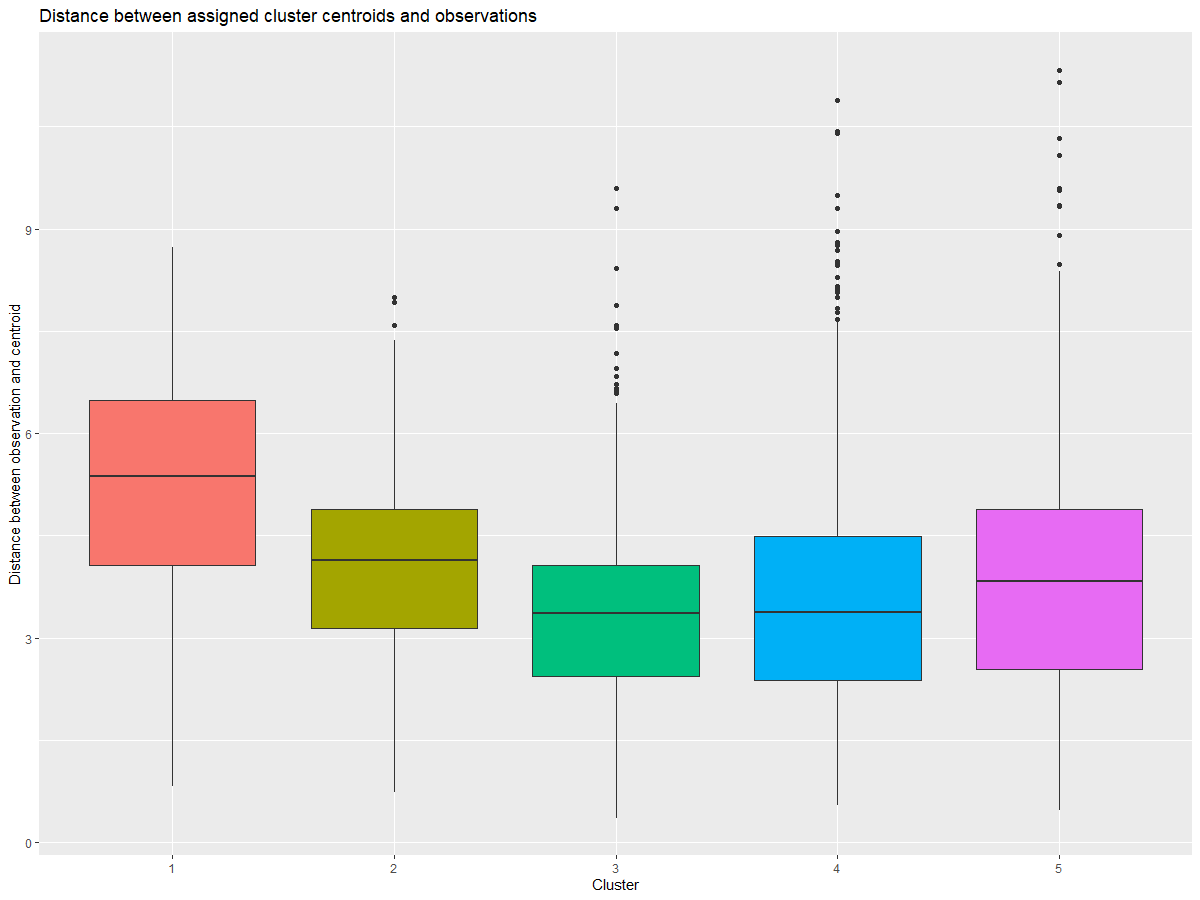 Distance between assigned cluster centroids and observations
Distance between observation and centroid
9
6
3
0
1 2 3 4 5
Cluster